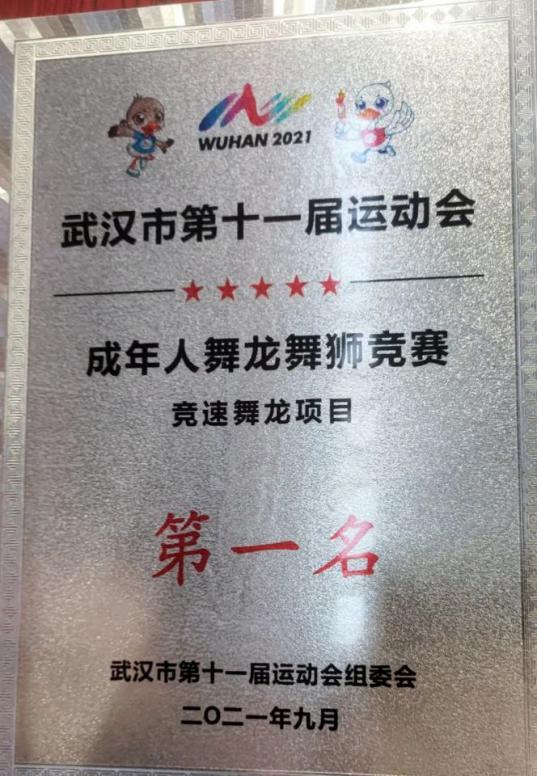 WUHAN 2021
武汉市第十一届运动会
成年人舞龙舞狮竞赛
竞速舞龙项目
第一名
武汉市第十一届运动会组委会
二〇二一年九月